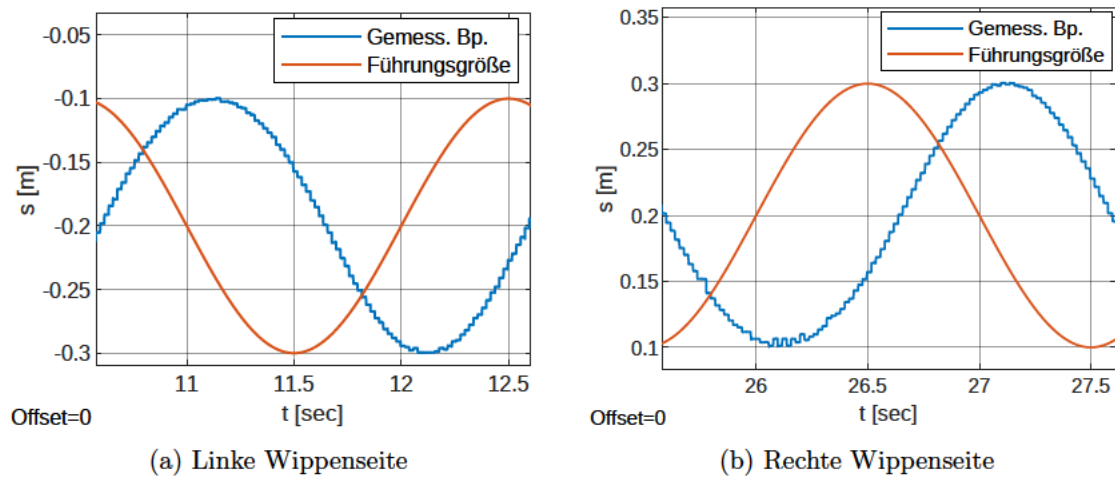 Gemess. Bp.
Führungsgröße
-0.05
-0.1
-0.15
-0.2
-0.25
-0.3
s [m]
11
11.5
12
12.5
t [sec]
Offset=0
(a) Linke Wippenseite
Gemess. Bp.
Führungsgröße
0.35
0.3
0.25
0.2
0.15
0.1
s [m]
26
26.5
27
27.5
t [sec]
Offset=0
(b) Rechte Wippenseite